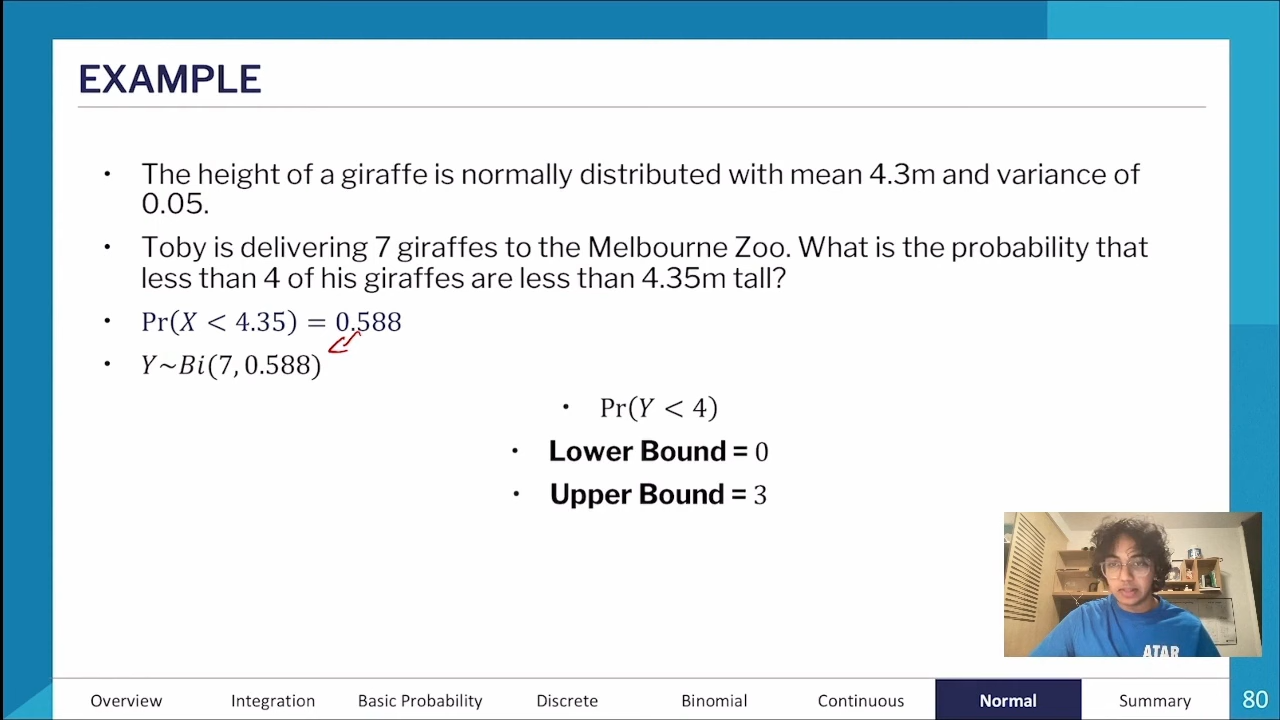 EXAMPLE
• The height of a giraffe is normally distributed with mean 4.3m and variance of
0.05.
• Toby is delivering 7 giraffes to the Melbourne Zoo. What is the probability that
less than 4 of his giraffes are less than 4.35m tall?
• Pr(𝑋 < 4.35) = 0.588
• 𝑌~𝐵𝑖(7, 0.588)
• Pr(𝑌 < 4)
• Lower Bound = 0
• Upper Bound = 3
ATAR
Overview Integration Basic Probability Discrete Binomial Continuous Normal Summary 80